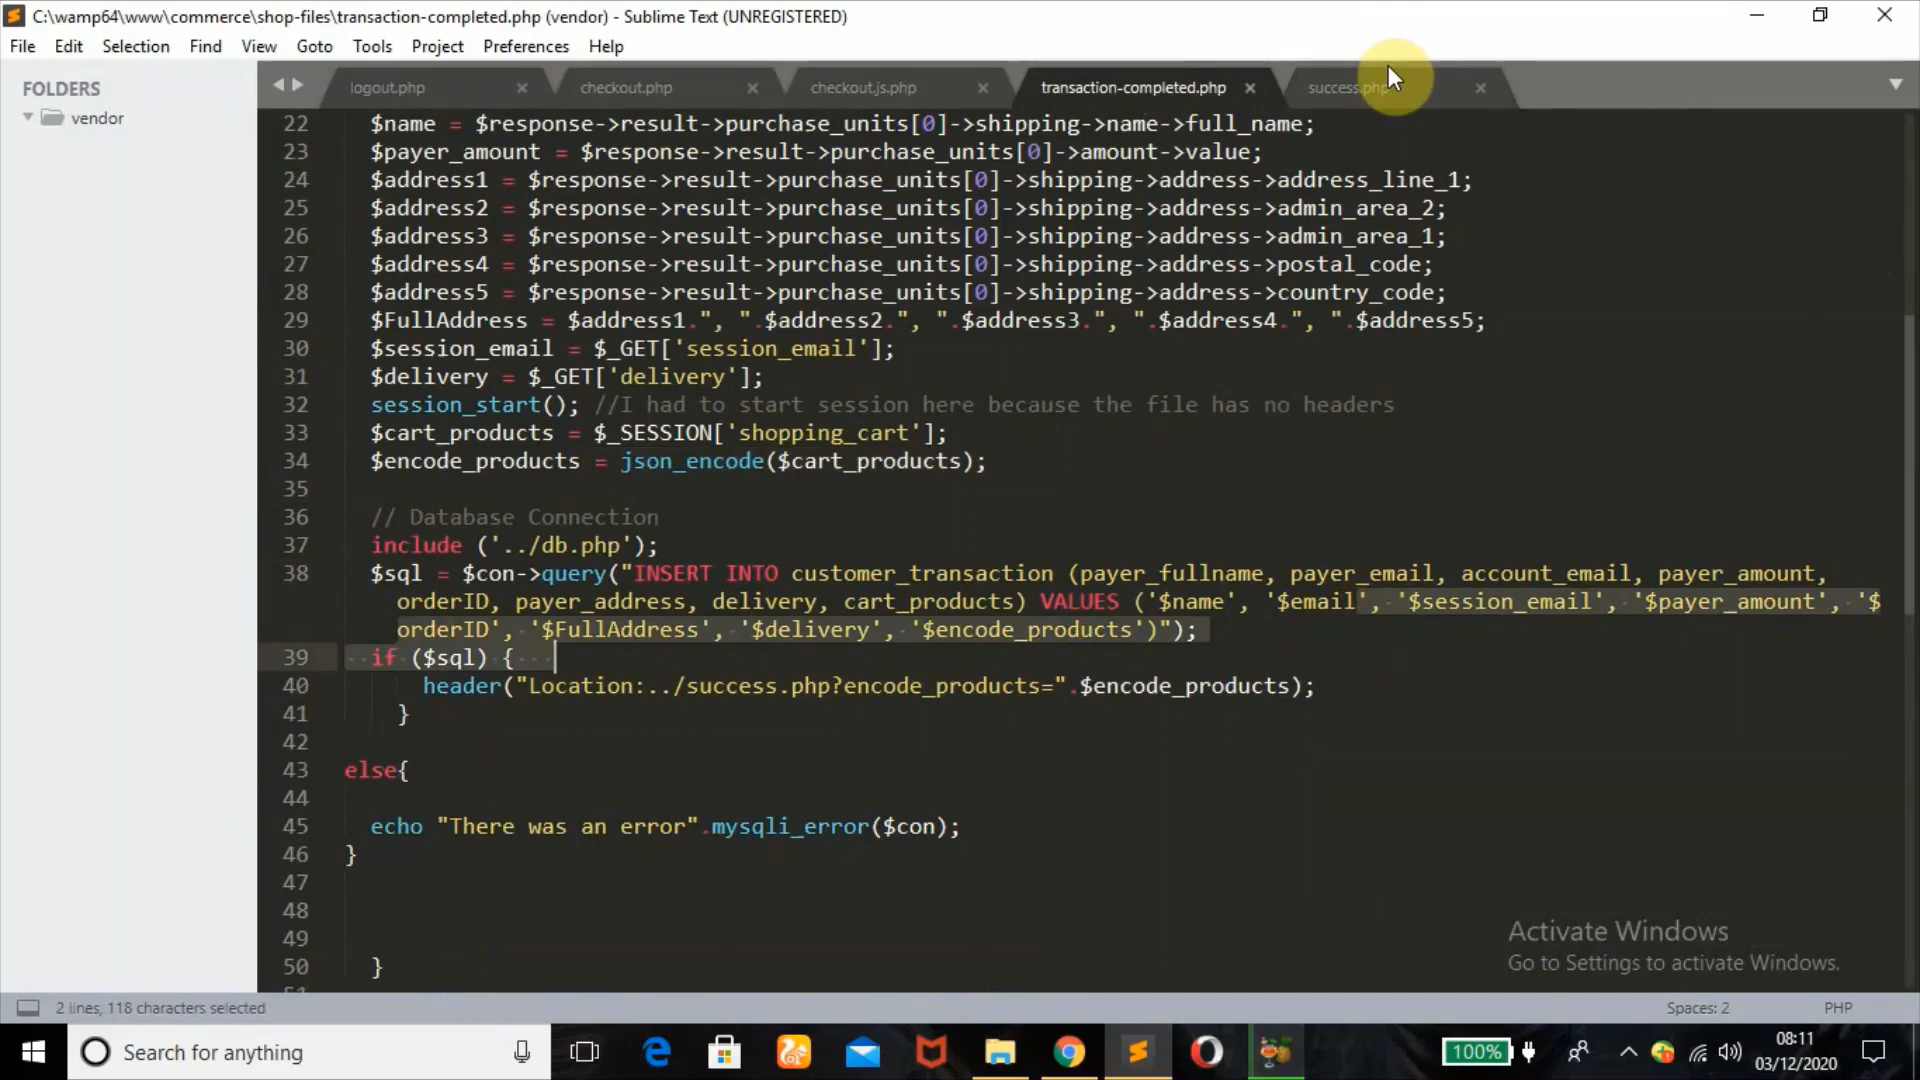 C:\wamp64\www\commerce\shop-files\transaction-completed.php (vendor) - Sublime Text (UNREGISTERED)
File Edit Selection Find View Goto Tools Project Preferences Help
FOLDERS
vendor
logout.php checkout.php checkout.js.php transaction-completed.php success.php
22 $name = $response->result->purchase_units[0]->shipping->name->full_name;
23 $payer_amount = $response->result->purchase_units[0]->amount->value;
24 $address1 = $response->result->purchase_units[0]->shipping->address->address_line_1;
25 $address2 = $response->result->purchase_units[0]->shipping->address->admin_area_2;
26 $address3 = $response->result->purchase_units[0]->shipping->address->admin_area_1;
27 $address4 = $response->result->purchase_units[0]->shipping->address->postal_code;
28 $address5 = $response->result->purchase_units[0]->shipping->address->country_code;
29 $FullAddress = $address1.", ".$address2.", ".$address3.", ".$address4.", ".$address5;
30 $session_email = $_GET['session_email'];
31 $delivery = $_GET['delivery'];
32 session_start(); //I had to start session here because the file has no headers
33 $cart_products = $_SESSION['shopping_cart'];
34 $encode_products = json_encode($cart_products);
35
36 // Database Connection
37 include ('../db.php');
38 $sql = $con->query("INSERT INTO customer_transaction (payer_fullname, payer_email, account_email, payer_amount,
orderID, payer_address, delivery, cart_products) VALUES ('$name', '$email', '$session_email', '$payer_amount', '$
orderID', '$FullAddress', '$delivery', '$encode_products')");
39 if ($sql) {
40 header("Location:../success.php?encode_products=".$encode_products);
41 }
42
43 else{
44
45 echo "There was an error".mysqli_error($con);
46 }
47
48
49
50 }
Activate Windows
Go to Settings to activate Windows.
2 lines, 118 characters selected
Spaces: 2 PHP
Search for anything
100%
08:11
03/12/2020